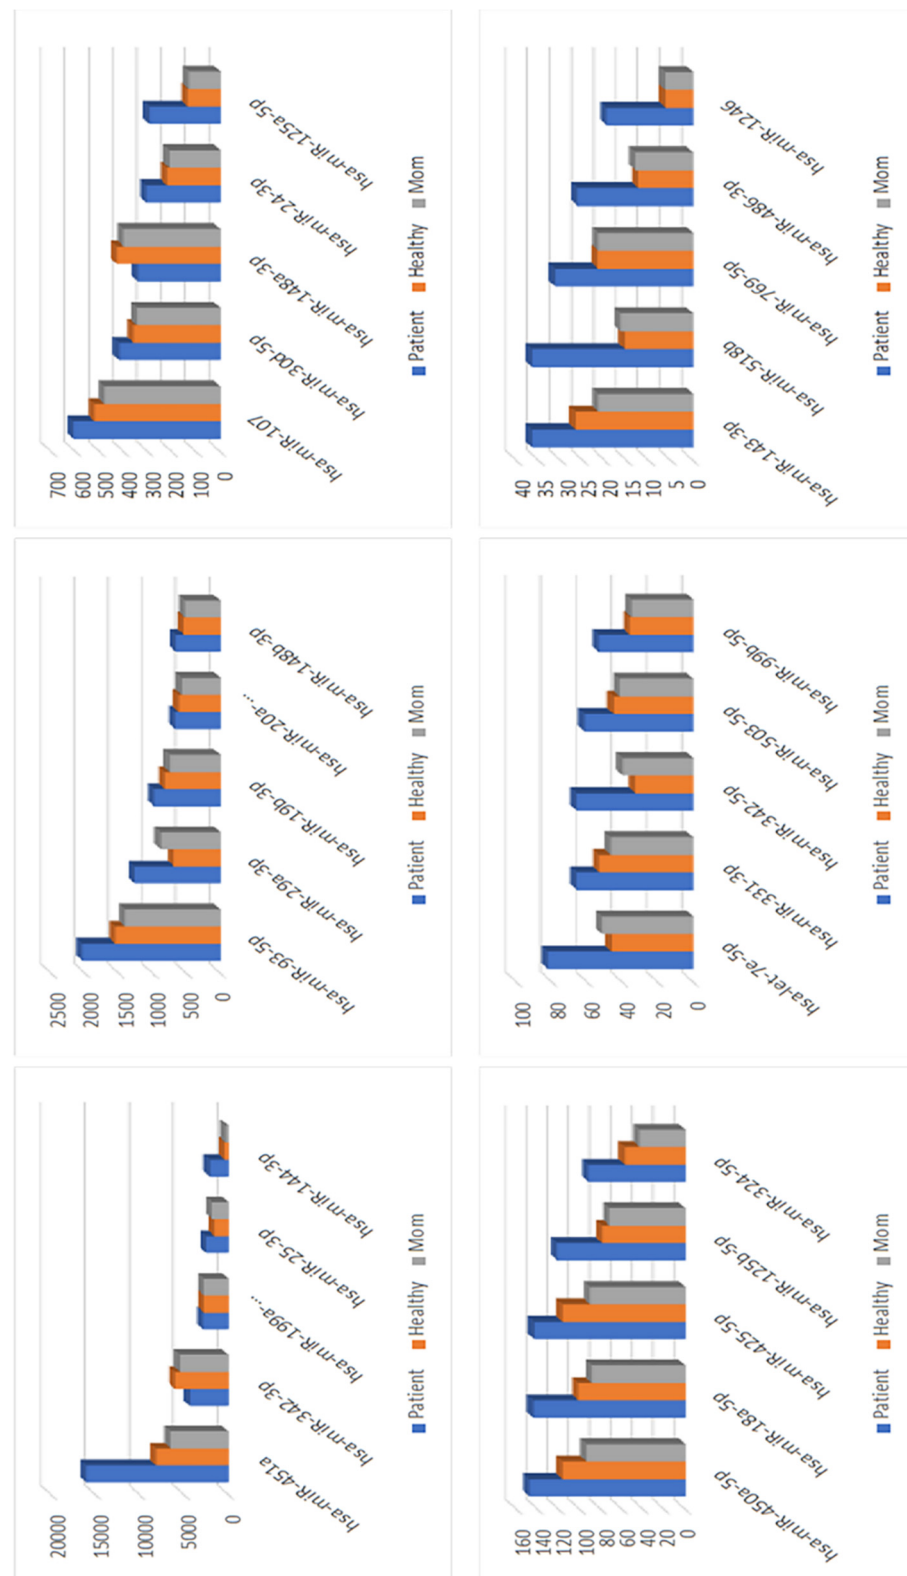 20000
15000
10000
5000
0
hsa-miR-451a
hsa-miR-342-3p
hsa-miR-199a...
hsa-miR-25-3p
hsa-miR-144-3p
Patient Healthy Mom
2500
2000
1500
1000
500
0
hsa-miR-93-5p
hsa-miR-29a-3p
hsa-miR-19b-3p
hsa-miR-20a...
hsa-miR-148b-3p
Patient Healthy Mom
700
600
500
400
300
200
100
0
hsa-miR-107
hsa-miR-30d-5p
hsa-miR-148a-3p
hsa-miR-24-3p
hsa-miR-125a-5p
Patient Healthy Mom
160
140
120
100
80
60
40
20
0
hsa-miR-450a-5p
hsa-miR-18a-5p
hsa-miR-425-5p
hsa-miR-125b-5p
hsa-miR-324-5p
Patient Healthy Mom
100
80
60
40
20
0
hsa-let-7e-5p
hsa-miR-331-3p
hsa-miR-342-5p
hsa-miR-503-5p
hsa-miR-99b-5p
Patient Healthy Mom
40
35
30
25
20
15
10
5
0
hsa-miR-143-3p
hsa-miR-518b
hsa-miR-769-5p
hsa-miR-486-3p
hsa-miR-1246
Patient Healthy Mom